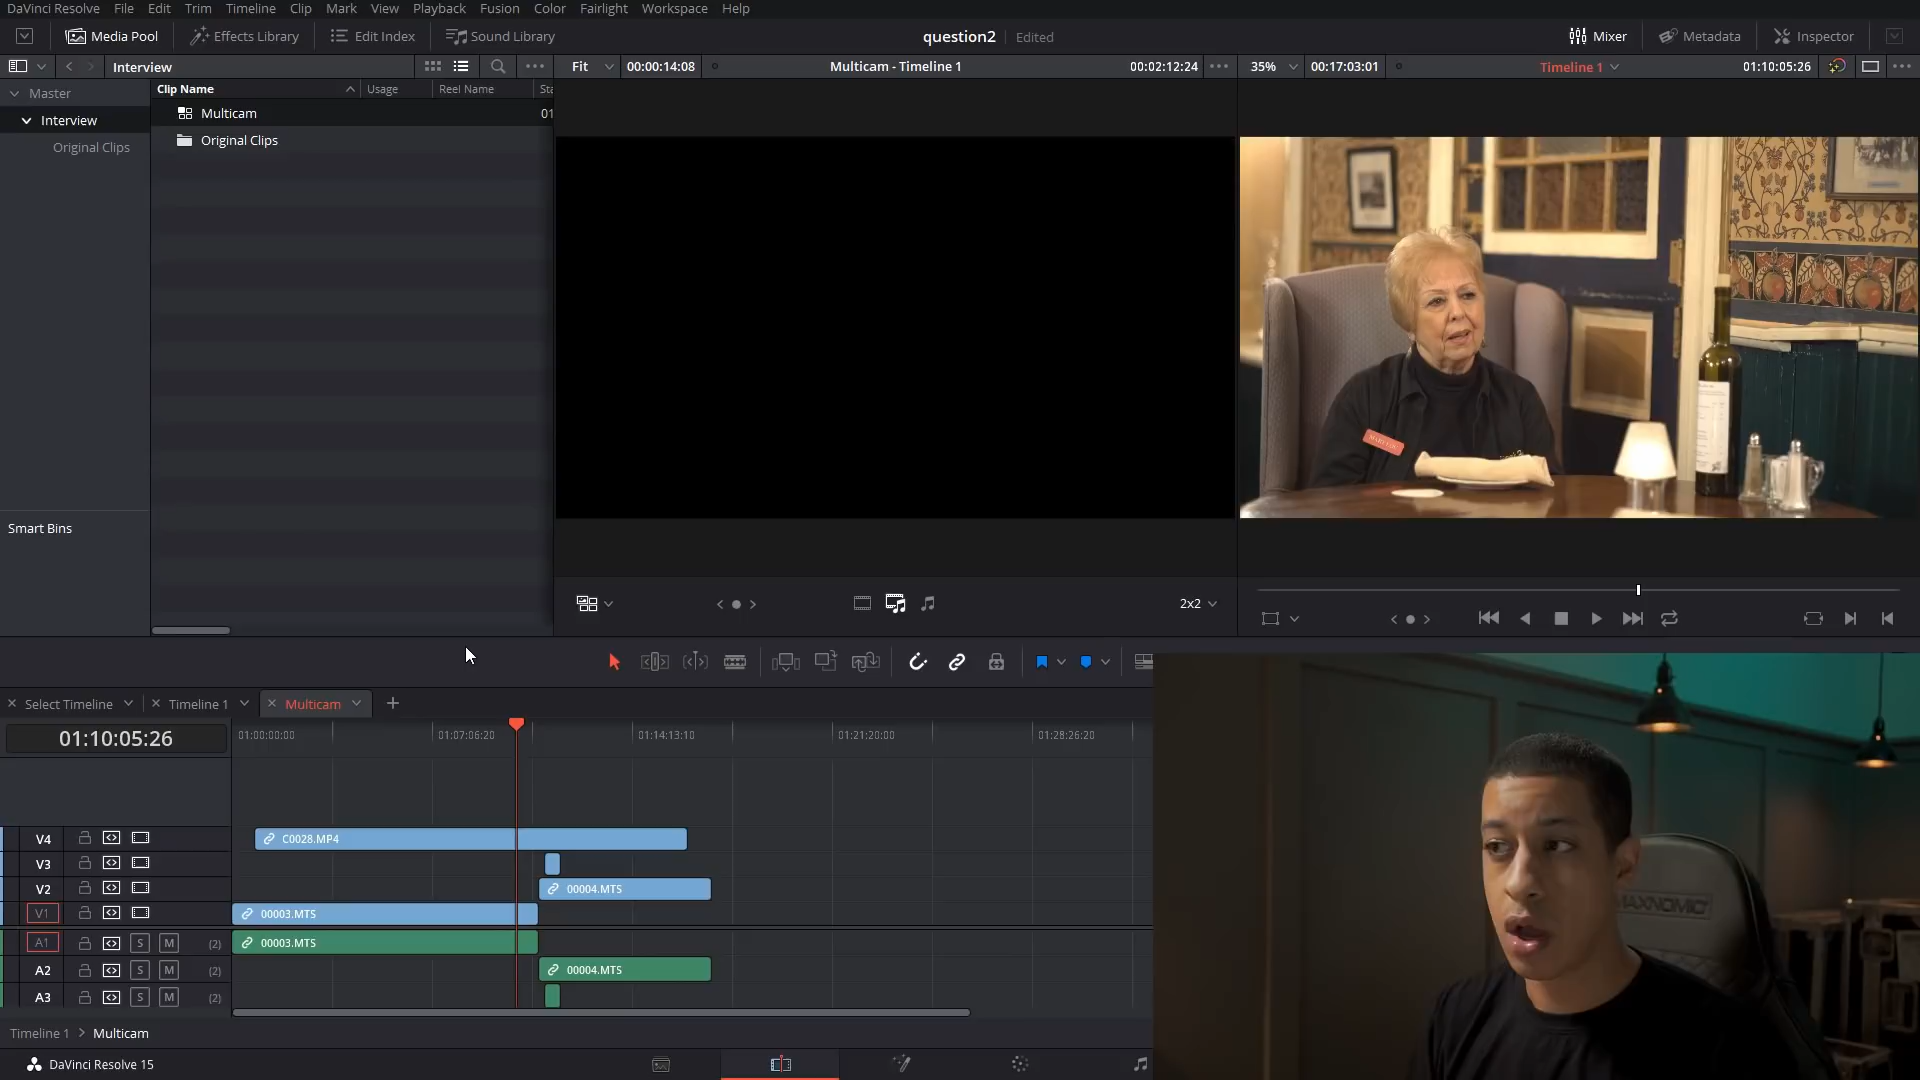 DaVinci Resolve File Edit Trim Timeline Clip Mark View Playback Fusion Color Fairlight Workspace Help
Media Pool Effects Library Edit Index Sound Library question2 Edited Mixer Metadata Inspector
Interview Fit 00:00:14:08 Multicam - Timeline 1 00:02:12:24 35% 00:17:03:01 Timeline 1 01:10:05:26
Master Clip Name Usage Reel Name Sta
Interview Multicam 01
Original Clips Original Clips
Smart Bins
2x2
Select Timeline Timeline 1 Multicam
01:10:05:26 01:00:00:00 01:07:06:20 01:14:13:10 01:21:20:00 01:28:26:20
V4 C0028.MP4
V3
V2 00004.MTS
V1 00003.MTS
A1 S M (2) 00003.MTS
A2 S M (2) 00004.MTS
A3 S M (2)
MAXNOMIC
Timeline 1 > Multicam
DaVinci Resolve 15